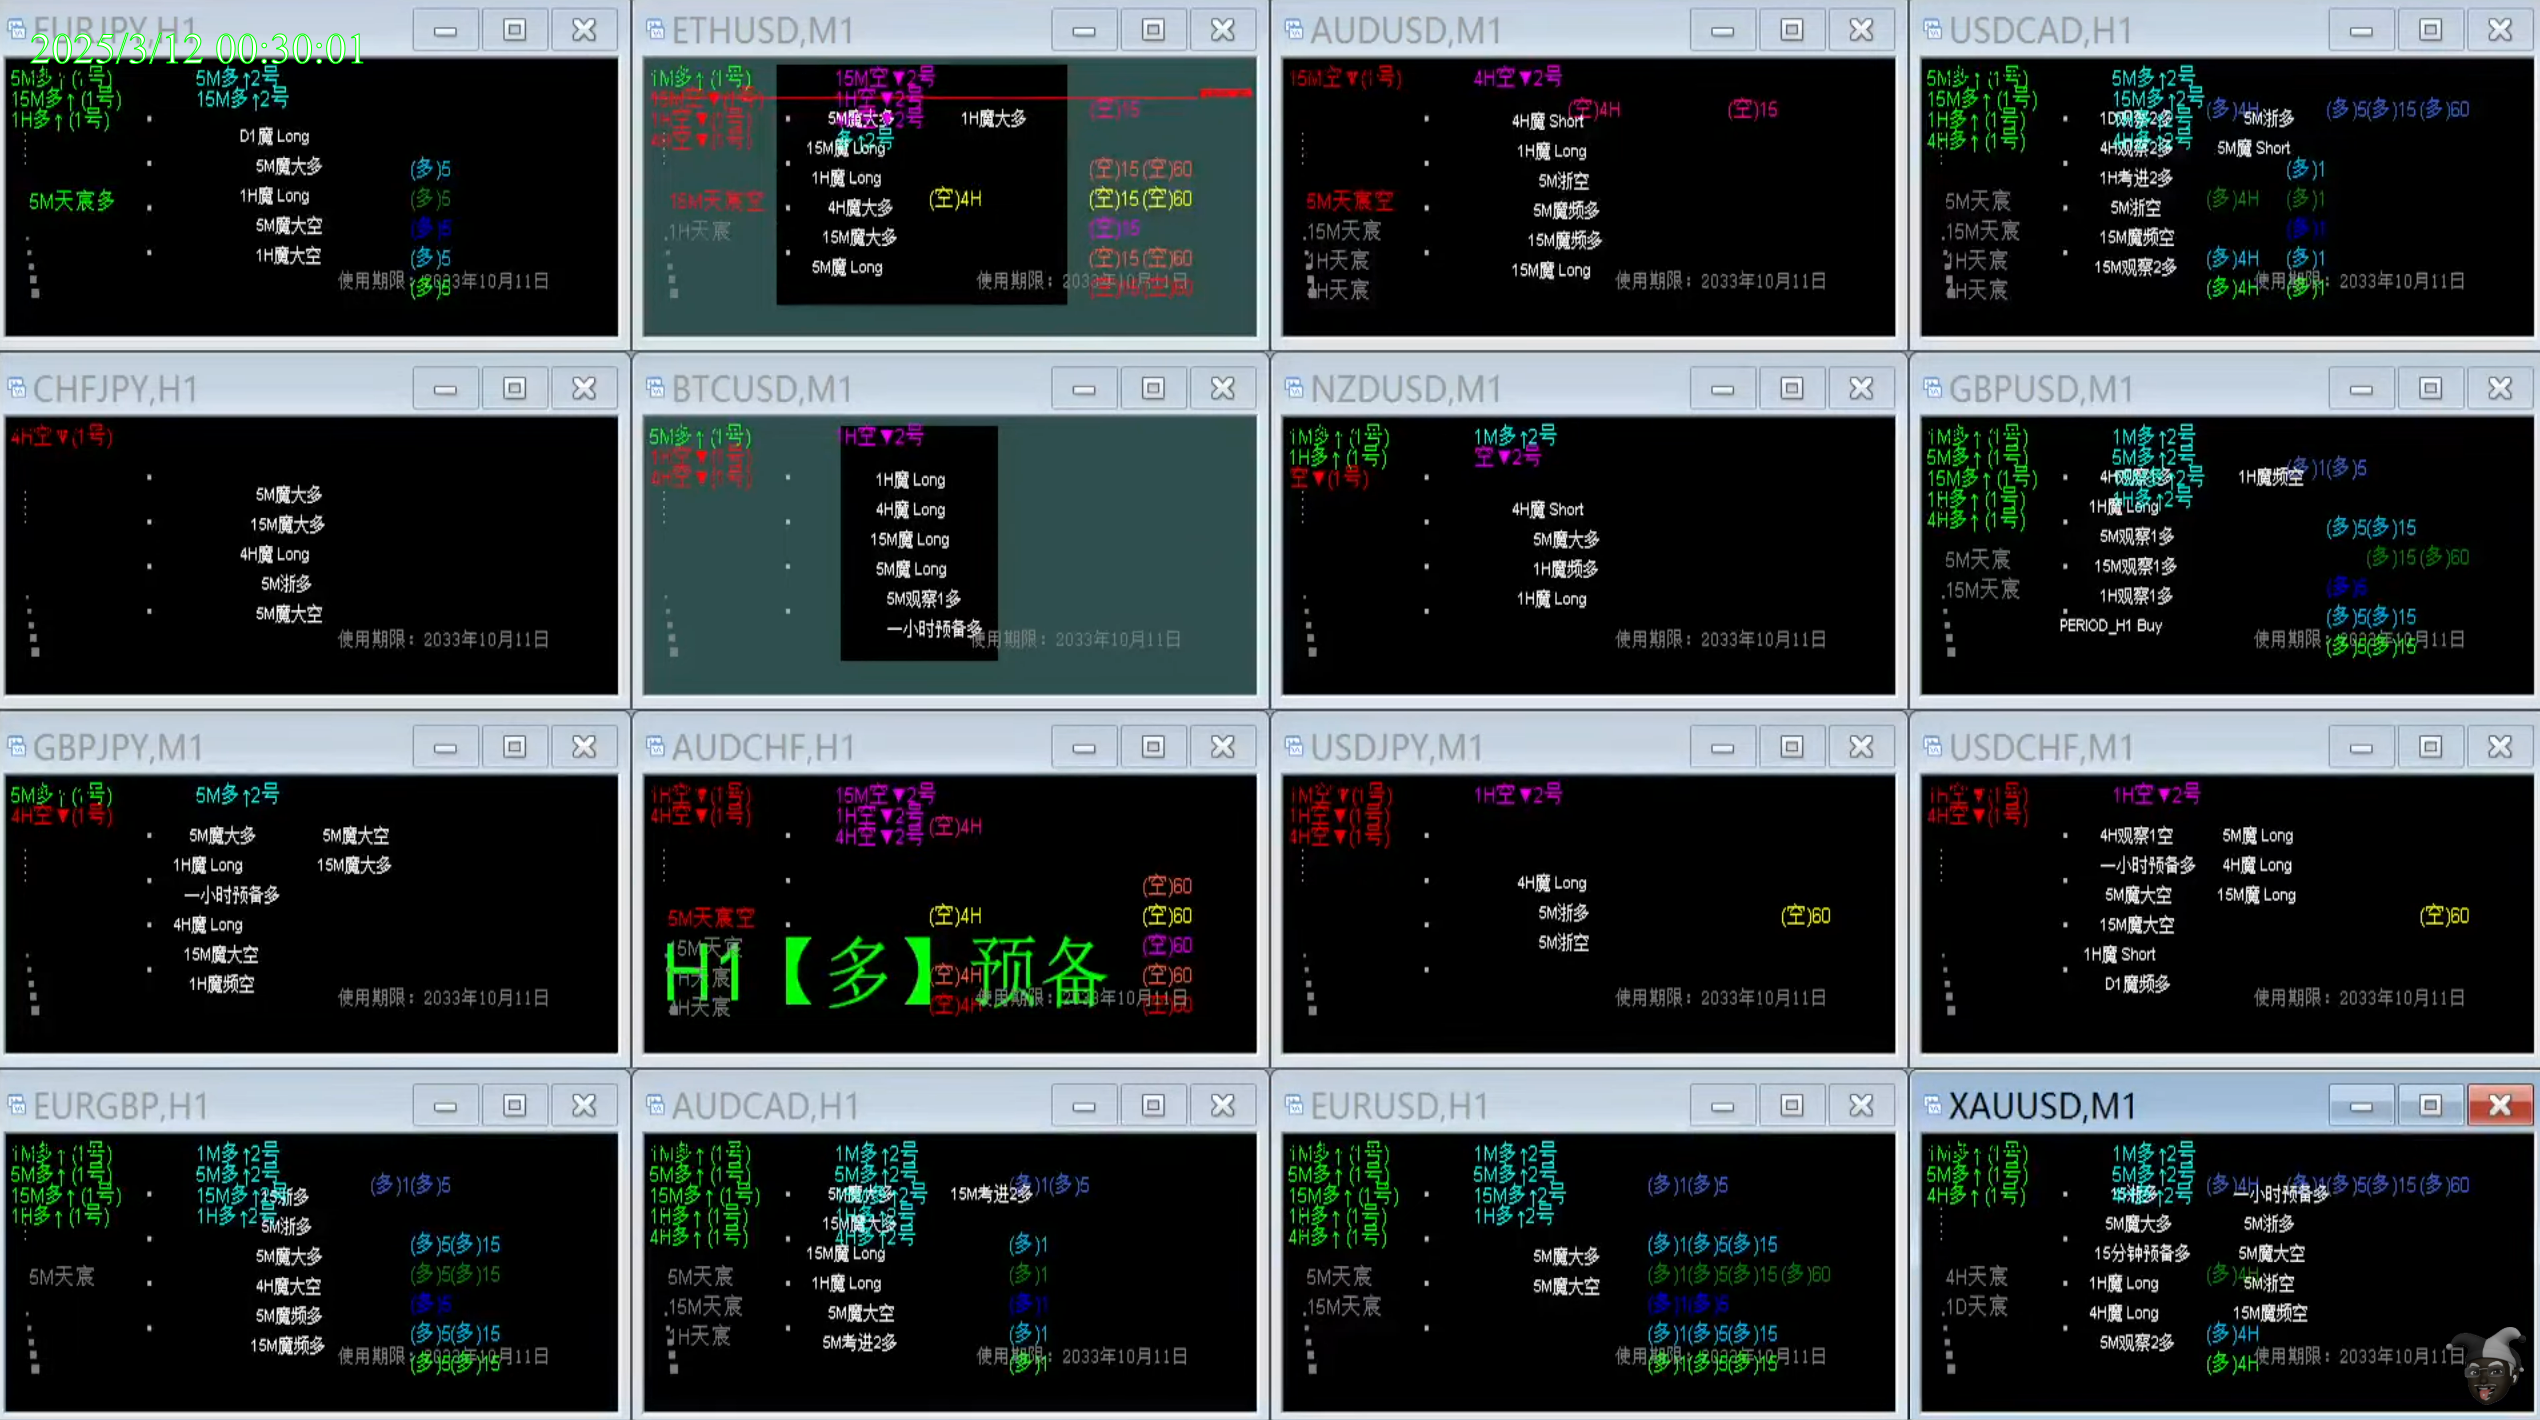 EURJPY,H1
2025/3/12 00:30:01
5M多↑(1号) 5M多↑2号
15M多↑(1号) 15M多↑2号
1H多↑(1号)
D1魔 Long
5M魔大多 (多)5
5M天宸多 1H魔 Long (多)5
5M魔大空 (多)5
1H魔大空 (多)5
使用期限：2033年10月11日
(多)5
ETHUSD,M1
1M多↑(1号) 15M空▼2号
15M空▼(1号) 1H空▼2号
1H空▼(1号) 5M魔大多 1H魔大多 (空)15
4H空▼(1号) 多↑2号
15M魔 Long
1H魔 Long (空)15(空)60
15M天宸空 4H魔大多 (空)4H (空)15(空)60
1H天宸 15M魔大多 (空)15
5M魔 Long (空)15(空)60
使用期限：2033年10月11日
AUDUSD,M1
15M空▼(1号) 4H空▼2号
(空)4H (空)15
4H魔 Short
1H魔 Long
5M浙空
5M天宸空 5M魔频多
15M天宸 15M魔频多
1H天宸 15M魔 Long
4H天宸 使用期限：2033年10月11日
USDCAD,H1
5M多↑(1号) 5M多↑2号
15M多↑(1号) 15M多↑2号 (多)4H (多)5(多)15(多)60
1H多↑(1号) 1D观察2多 5M浙多
4H多↑(1号) 4H观察2多 5M魔 Short
1H考进2多 (多)1
5M天宸 5M浙空 (多)4H (多)1
15M天宸 15M魔频空 (多)1
1H天宸 15M观察2多 (多)4H (多)1
4H天宸 (多)4H (多)1 使用期限：2033年10月11日
CHFJPY,H1
4H空▼(1号)
5M魔大多
15M魔大多
4H魔 Long
5M浙多
5M魔大空
使用期限：2033年10月11日
BTCUSD,M1
5M多↑(1号) 1H空▼2号
1H空▼(1号)
4H空▼(1号)
1H魔 Long
4H魔 Long
15M魔 Long
5M魔 Long
5M观察1多
一小时预备多
使用期限：2033年10月11日
NZDUSD,M1
1M多↑(1号) 1M多↑2号
1H多↑(1号) 空▼2号
空▼(1号)
4H魔 Short
5M魔大多
1H魔频多
1H魔 Long
使用期限：2033年10月11日
GBPUSD,M1
1M多↑(1号) 1M多↑2号
5M多↑(1号) 5M多↑2号 (多)1(多)5
15M多↑(1号) 4H观察2多 1H魔频空
1H多↑(1号) 1H多↑2号
4H多↑(1号) 1H魔 Long
5M观察1多 (多)5(多)15
5M天宸 15M观察1多 (多)15(多)60
15M天宸 1H观察1多 (多)5
PERIOD_H1 Buy (多)5(多)15
(多)5(多)15 使用期限：2033年10月11日
GBPJPY,M1
5M多↑(1号) 5M多↑2号
4H空▼(1号)
5M魔大多 5M魔大空
1H魔 Long 15M魔大多
一小时预备多
4H魔 Long
15M魔大空
1H魔频空
使用期限：2033年10月11日
AUDCHF,H1
1H空▼(1号) 15M空▼2号
4H空▼(1号) 1H空▼2号
4H空▼2号 (空)4H
(空)60
5M天宸空 (空)4H (空)60
15M天宸 (空)60
1H天宸 (空)4H (空)60
4H天宸 (空)4H (空)60
H1【多】预备
使用期限：2033年10月11日
USDJPY,M1
1M空▼(1号) 1H空▼2号
1H空▼(1号)
4H空▼(1号)
4H魔 Long
5M浙多 (空)60
5M浙空
使用期限：2033年10月11日
USDCHF,M1
1H空▼(1号) 1H空▼2号
4H空▼(1号)
4H观察1空 5M魔 Long
一小时预备多 4H魔 Long
5M魔大空 15M魔 Long
15M魔大空 (空)60
1H魔 Short
D1魔频多
使用期限：2033年10月11日
EURGBP,H1
1M多↑(1号) 1M多↑2号
5M多↑(1号) 5M多↑2号 (多)1(多)5
15M多↑(1号) 15M多↑2号
1H多↑(1号) 1H多↑2号
5M浙多 (多)5(多)15
5M天宸 5M魔大多 (多)5(多)15
4H魔大空 (多)5
5M魔频多 (多)5(多)15
15M魔频多 (多)5(多)15
使用期限：2033年10月11日
AUDCAD,H1
1M多↑(1号) 1M多↑2号
5M多↑(1号) 5M多↑2号 (多)1(多)5
15M多↑(1号) 5M魔大多 15M考进2多
1H多↑(1号) 15M魔大多
4H多↑(1号) 4H多↑2号 (多)1
15M魔 Long
5M天宸 1H魔 Long (多)1
15M天宸 5M魔大空 (多)1
1H天宸 5M考进2多 (多)1
(多)1 使用期限：2033年10月11日
EURUSD,H1
1M多↑(1号) 1M多↑2号
5M多↑(1号) 5M多↑2号 (多)1(多)5
15M多↑(1号) 15M多↑2号
1H多↑(1号) 1H多↑2号
4H多↑(1号) (多)1(多)5(多)15
5M魔大多
5M天宸 5M魔大空 (多)1(多)5(多)15(多)60
15M天宸 (多)1(多)5
(多)1(多)5(多)15
(多)1(多)5(多)15 使用期限：2033年10月11日
XAUUSD,M1
1M多↑(1号) 1M多↑2号
5M多↑(1号) 5M多↑2号 (多)4H (多)1(多)5(多)15(多)60
4H多↑(1号) 一小时预备多
5M魔大多 5M浙多
15分钟预备多 5M魔大空
4H天宸 1H魔 Long (多)4H 5M浙空
1D天宸 4H魔 Long 15M魔频空
5M观察2多 (多)4H
(多)4H 使用期限：2033年10月11日